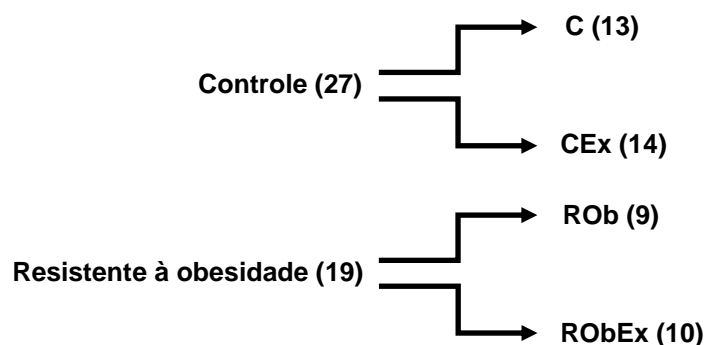 C (13)
Controle (27)
CEx (14)
ROb (9)
Resistente à obesidade (19)
RObEx (10)